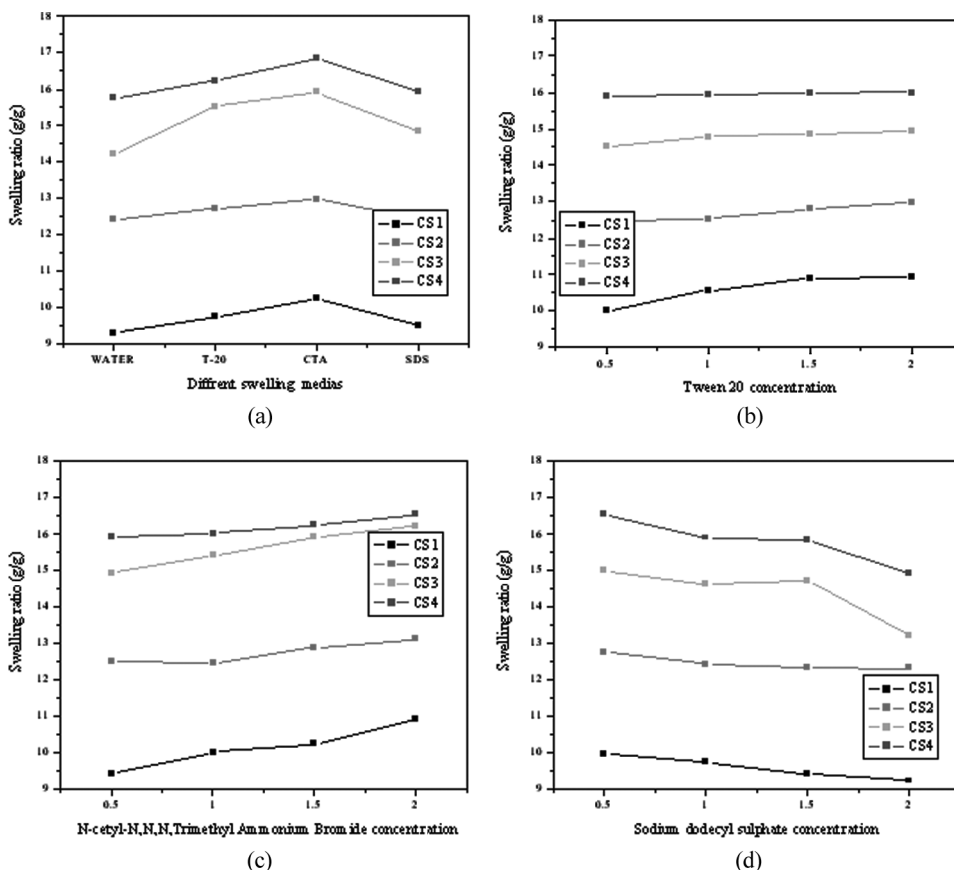 18
17
16
15
14
13
12
11
10
9
Swelling ratio (g/g)
CS1
CS2
CS3
CS4
WATER T-20 CTA SDS
Diffrent swelling medias
(a)
18
17
16
15
14
13
12
11
10
9
Swelling ratio (g/g)
CS1
CS2
CS3
CS4
0.5 1 1.5 2
Tween 20 concentration
(b)
18
17
16
15
14
13
12
11
10
9
Swelling ratio (g/g)
CS1
CS2
CS3
CS4
0.5 1 1.5 2
N-cetyl-N,N,N,Trimethyl Ammonium Bromide concentration
(c)
18
17
16
15
14
13
12
11
10
9
Swelling ratio (g/g)
CS1
CS2
CS3
CS4
0.5 1 1.5 2
Sodium dodecyl sulphate concentration
(d)